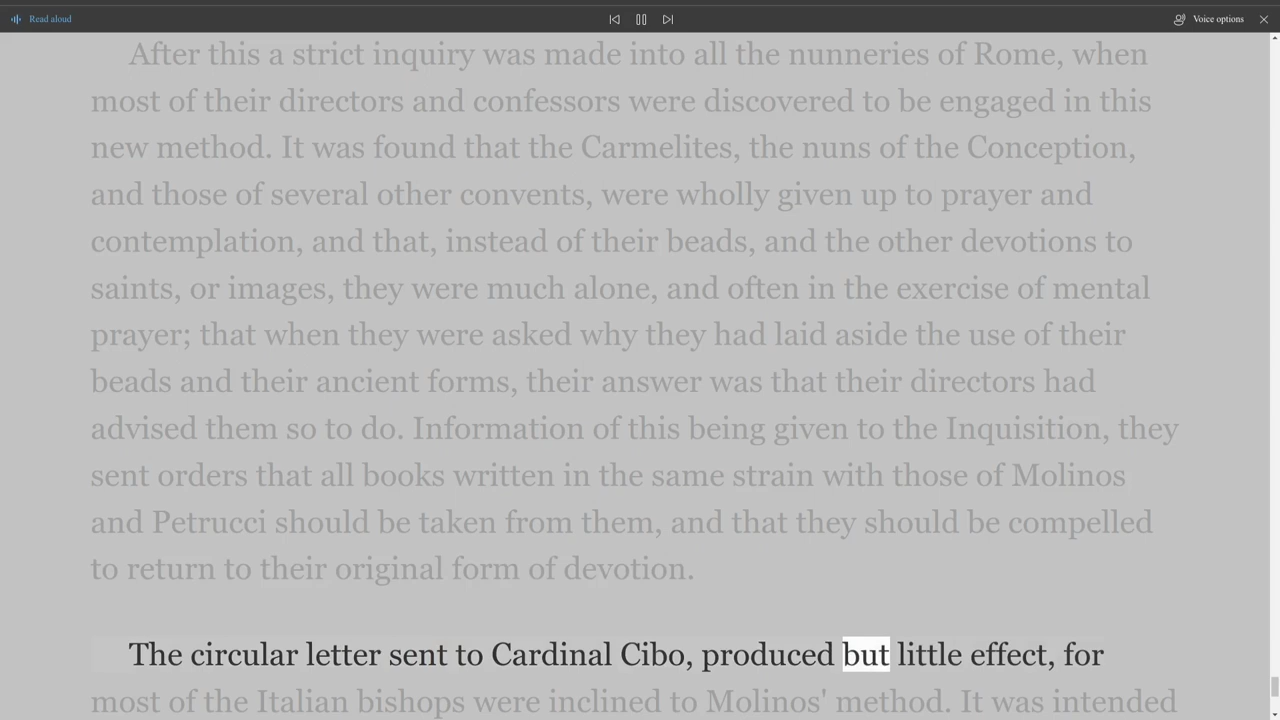 Read aloud
Voice options
After this a strict inquiry was made into all the nunneries of Rome, when
most of their directors and confessors were discovered to be engaged in this
new method. It was found that the Carmelites, the nuns of the Conception,
and those of several other convents, were wholly given up to prayer and
contemplation, and that, instead of their beads, and the other devotions to
saints, or images, they were much alone, and often in the exercise of mental
prayer; that when they were asked why they had laid aside the use of their
beads and their ancient forms, their answer was that their directors had
advised them so to do. Information of this being given to the Inquisition, they
sent orders that all books written in the same strain with those of Molinos
and Petrucci should be taken from them, and that they should be compelled
to return to their original form of devotion.
The circular letter sent to Cardinal Cibo, produced but little effect, for
most of the Italian bishops were inclined to Molinos' method. It was intended